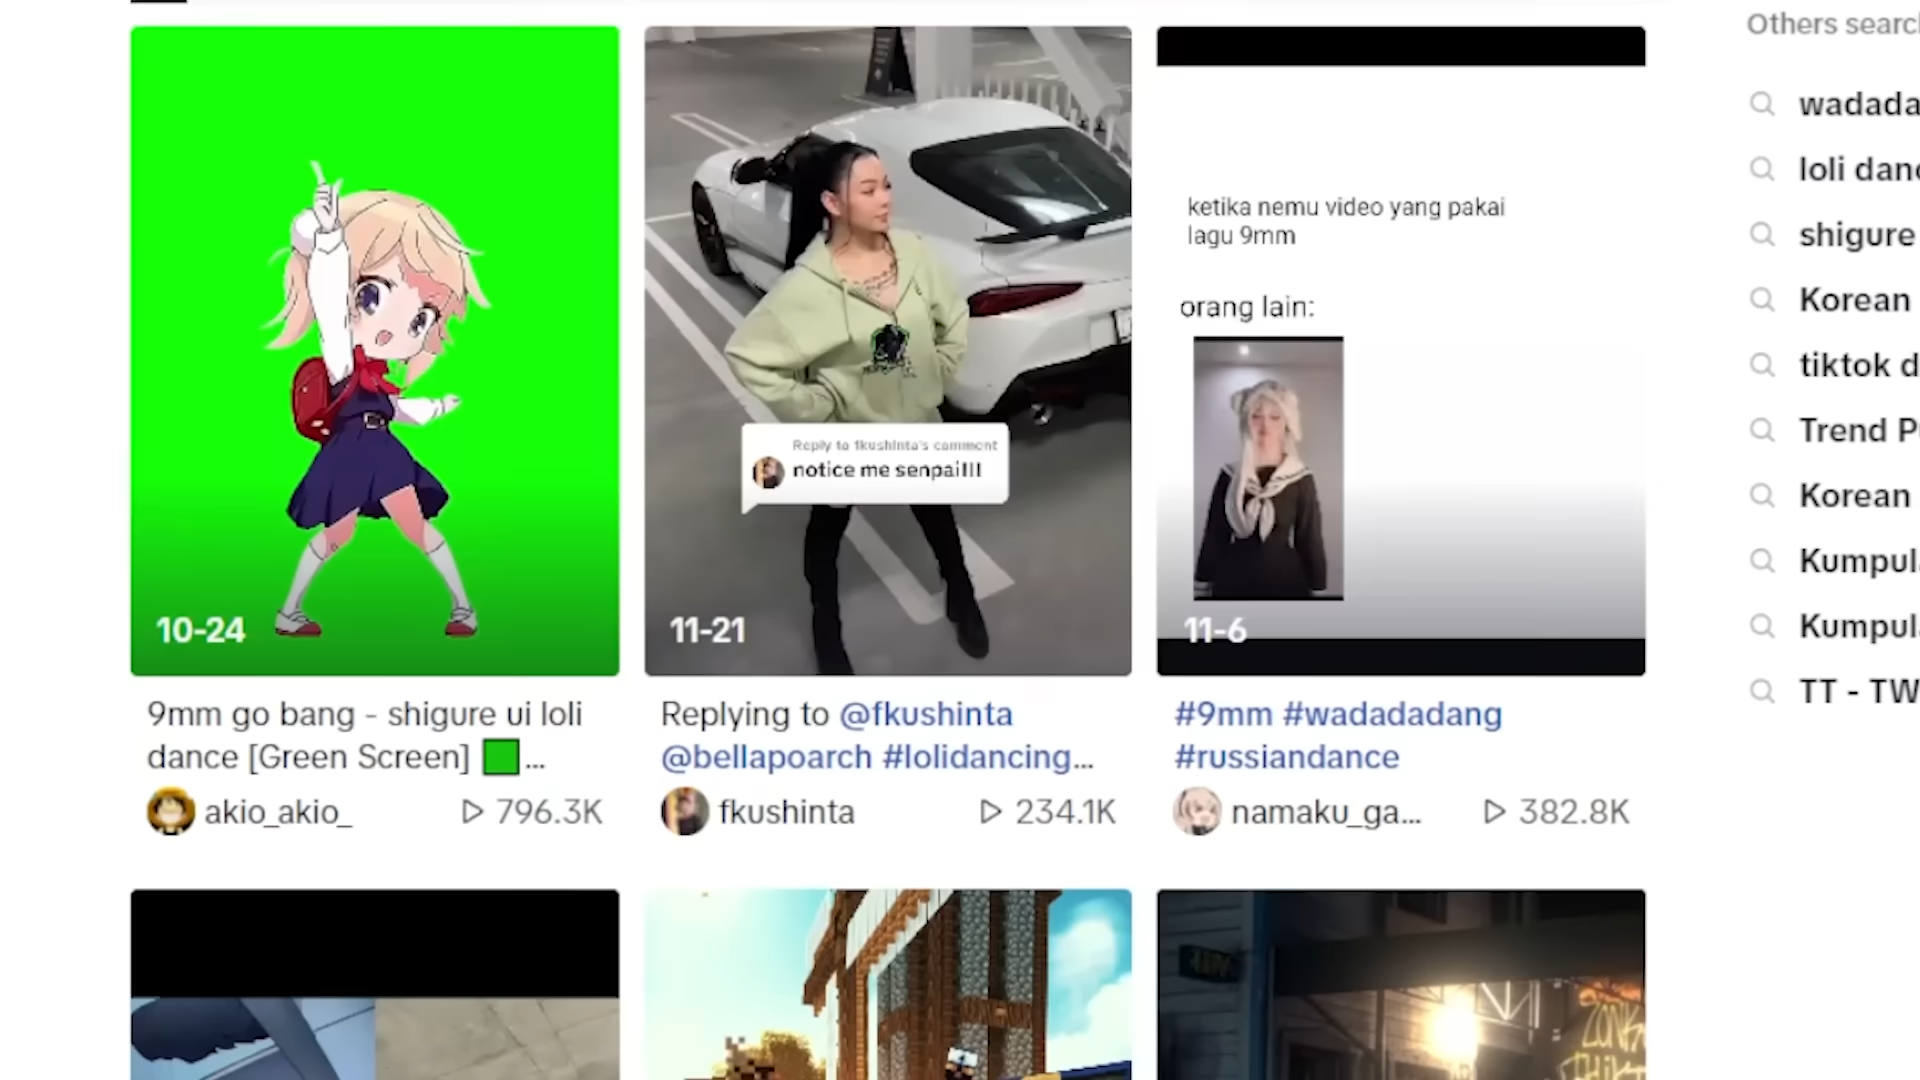 Others searc
wadada
loli danc
shigure
Korean
tiktok d
Trend P
Korean
Kumpul
Kumpul
TT - TW
10-24
9mm go bang - shigure ui loli
dance [Green Screen] 🟩...
akio_akio_
796.3K
Reply to fkushinta's comment
notice me senpai!!!
11-21
Replying to @fkushinta
@bellapoarch #lolidancing...
fkushinta
234.1K
ketika nemu video yang pakai
lagu 9mm
orang lain:
11-6
#9mm #wadadadang
#russiandance
namaku_ga...
382.8K